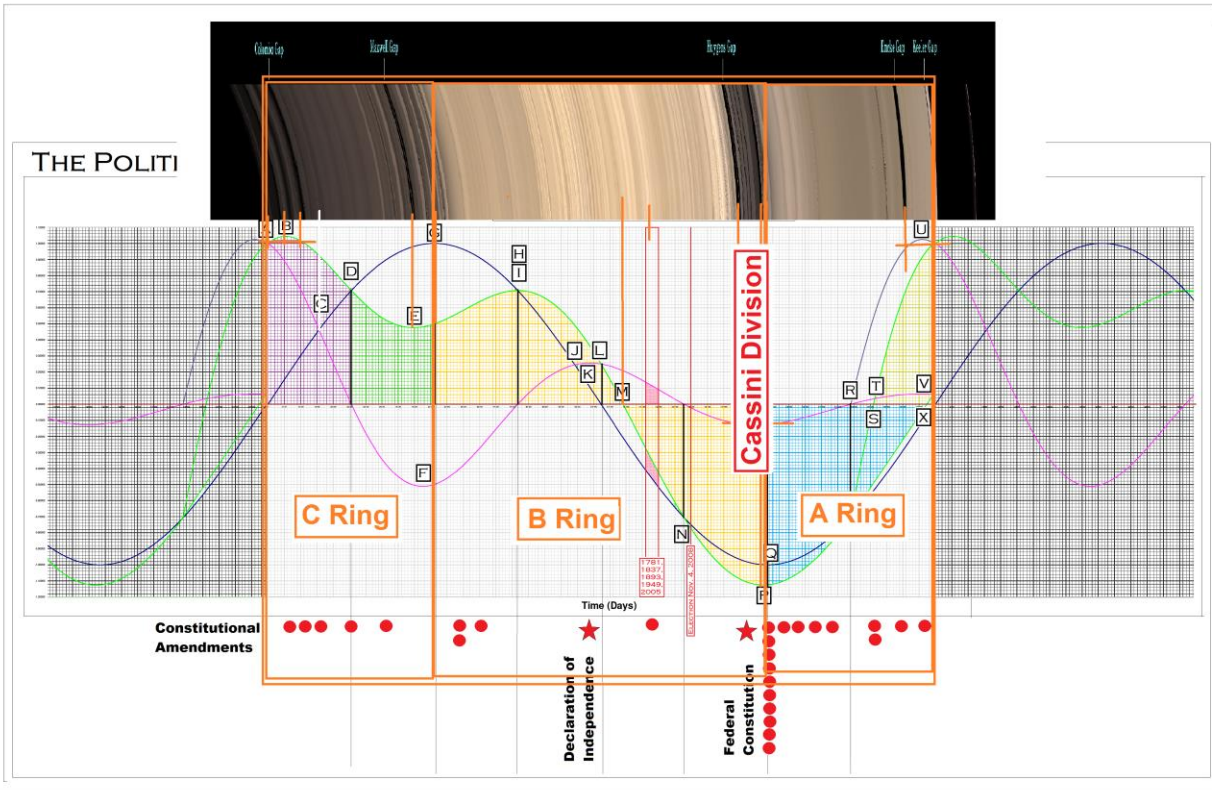 Colombo Gap
Maxwell Gap
Huygens Gap
Encke Gap
Keeler Gap
THE POLITI
A
B
C
D
E
F
G
H
I
J
K
L
M
N
P
Q
R
S
T
U
V
X
Cassini Division
C Ring
B Ring
A Ring
1781,
1837,
1893,
1949,
2005
ELECTION NOV. 4, 2008
Time (Days)
Constitutional
Amendments
Declaration of
Independence
Federal
Constitution